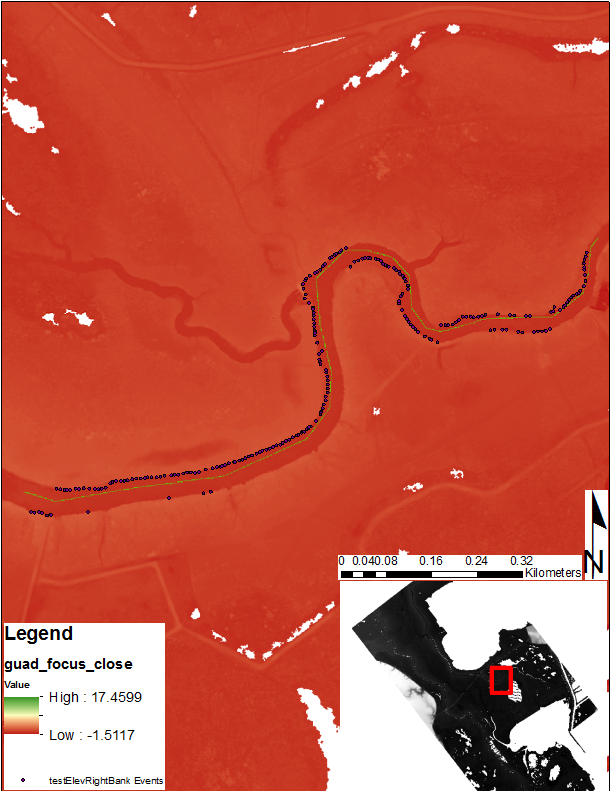 N
0 0.040.08 0.16 0.24 0.32
Kilometers
Legend
guad_focus_close
Value
High : 17.4599
Low : -1.5117
testElevRightBank Events